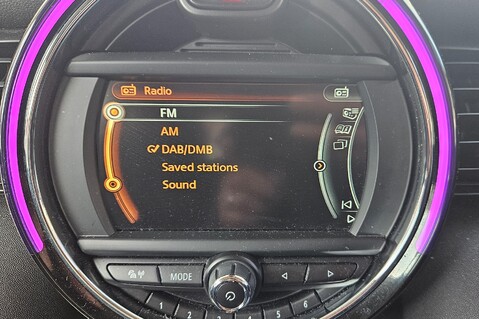 Radio
FM
AM
DAB/DMB
Saved stations
Sound
MODE
1 2 3 4 5 6